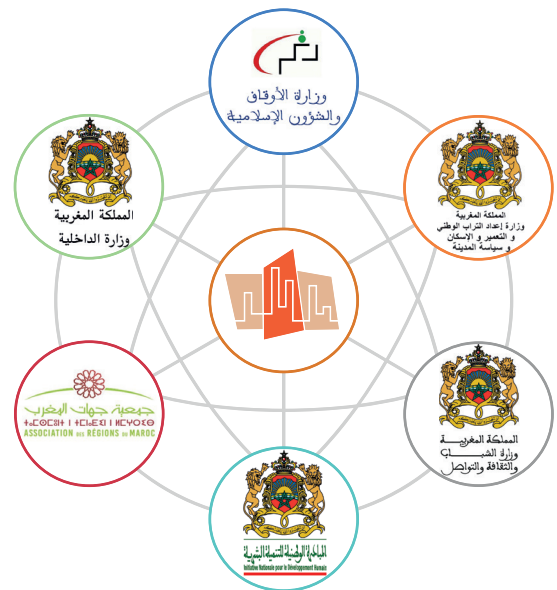 وزارة الأوقاف
والشؤون الإسلامية
المملكة المغربية
وزارة الداخلية
المملكة المغربية
وزارة إعداد التراب الوطني
و التعمير و الإسكان
و سياسة المدينة
جمعية جهات المغرب
ASSOCIATION DES RÉGIONS DU MAROC
المملكة المغربية
وزارة الشباب
والثقافة والتواصل
المبادرة الوطنية للتنمية البشرية
Initiative Nationale pour le Développement Humain